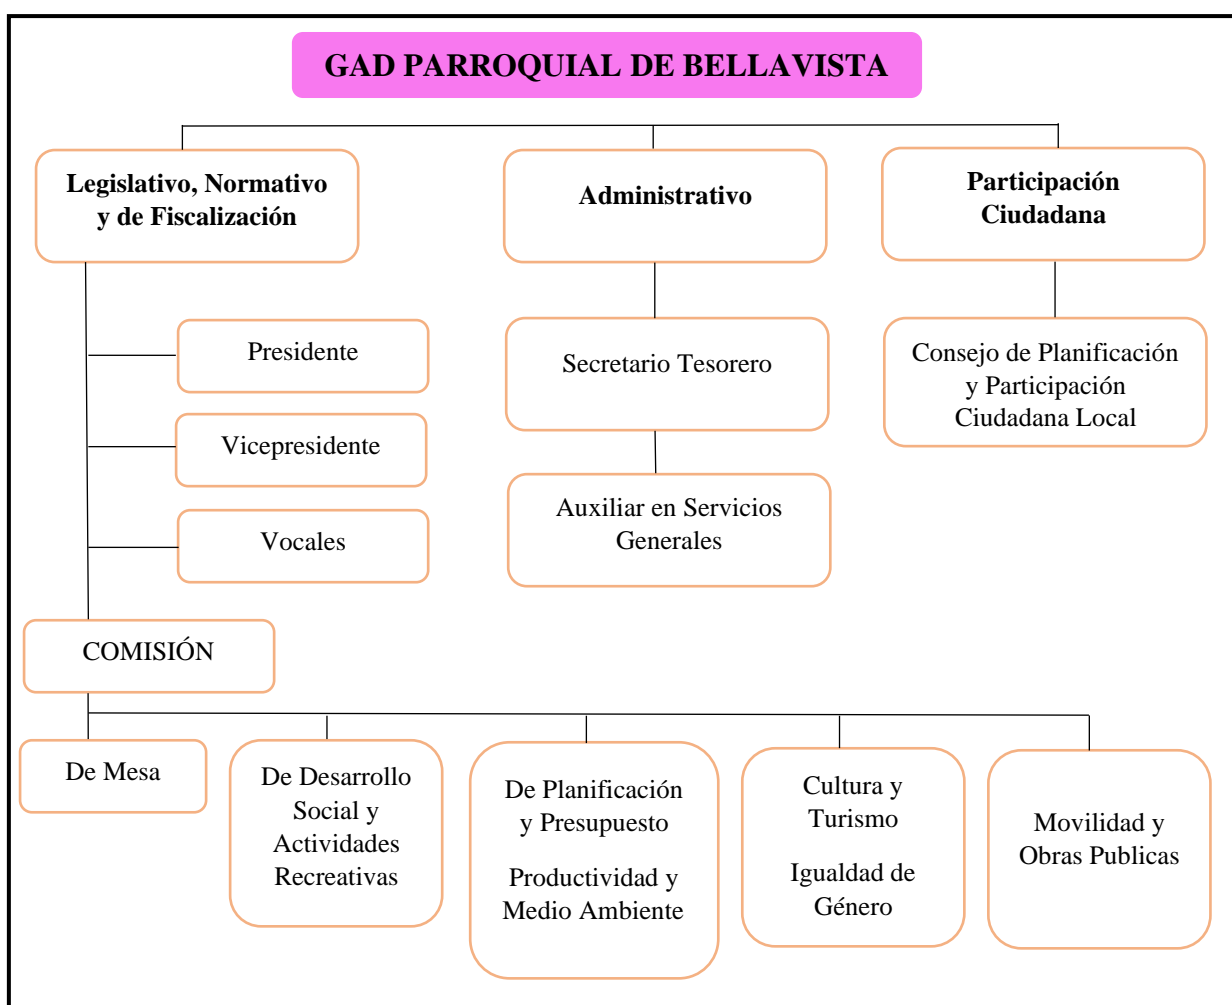 GAD PARROQUIAL DE BELLAVISTA
Legislativo, Normativo
y de Fiscalización
Administrativo
Participación
Ciudadana
Presidente
Vicepresidente
Vocales
Secretario Tesorero
Auxiliar en Servicios
Generales
Consejo de Planificación
y Participación
Ciudadana Local
COMISIÓN
De Mesa
De Desarrollo
Social y
Actividades
Recreativas
De Planificación
y Presupuesto
Productividad y
Medio Ambiente
Cultura y
Turismo
Igualdad de
Género
Movilidad y
Obras Publicas